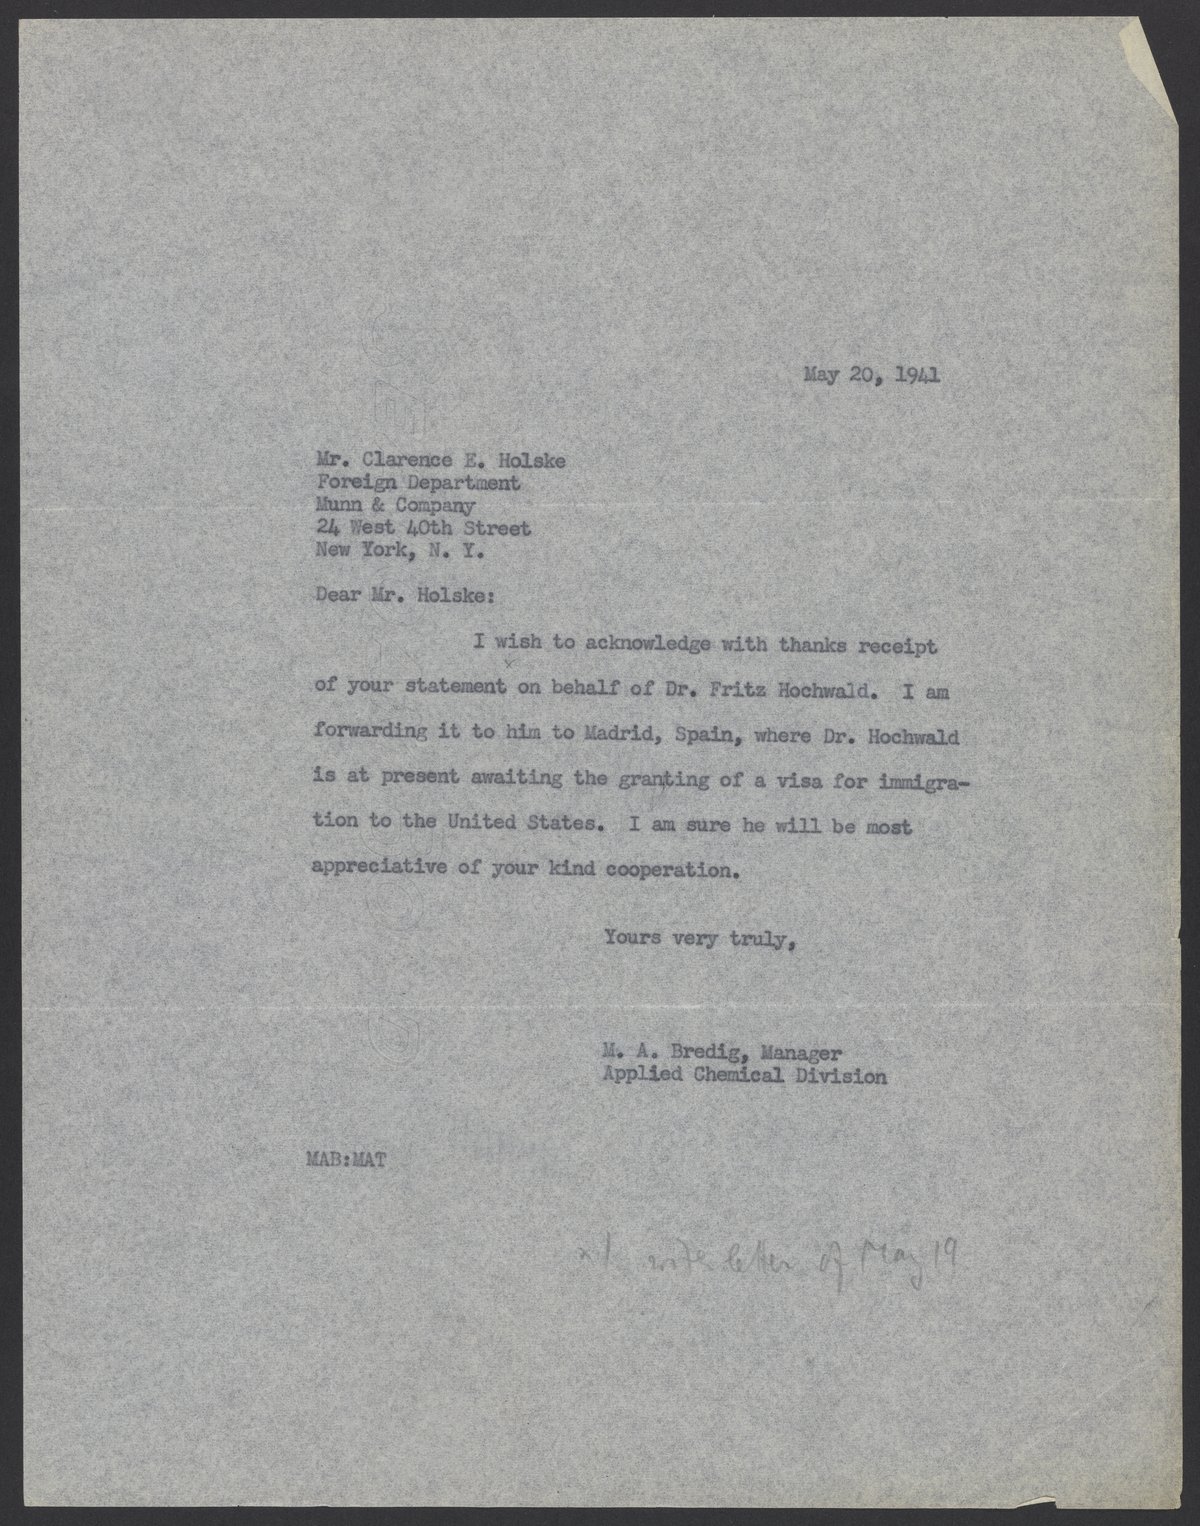 May 20, 1941
Mr. Clarence E. Holske
Foreign Department
Munn & Company
24 West 40th Street
New York, N. Y.
Dear Mr. Holske:
I wish to acknowledge with thanks receipt
x
of your statement on behalf of Dr. Fritz Hochwald. I am
forwarding it to him to Madrid, Spain, where Dr. Hochwald
is at present awaiting the granting of a visa for immigra-
tion to the United States. I am sure he will be most
appreciative of your kind cooperation.
Yours very truly,
M. A. Bredig, Manager
Applied Chemical Division
MAB:MAT
letter of May 19